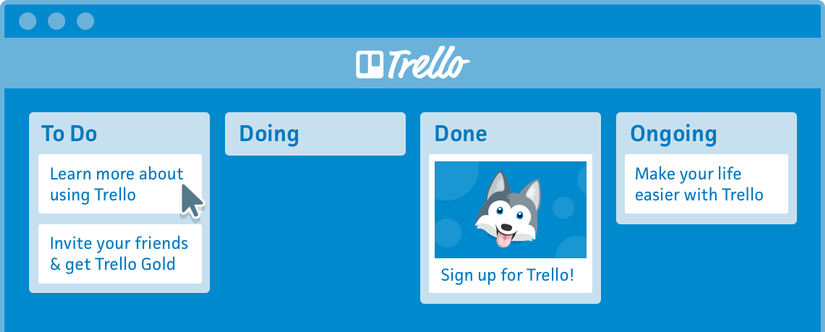 Trello
To Do
Learn more about
using Trello
Invite your friends
& get Trello Gold
Doing
Done
Sign up for Trello!
Ongoing
Make your life
easier with Trello